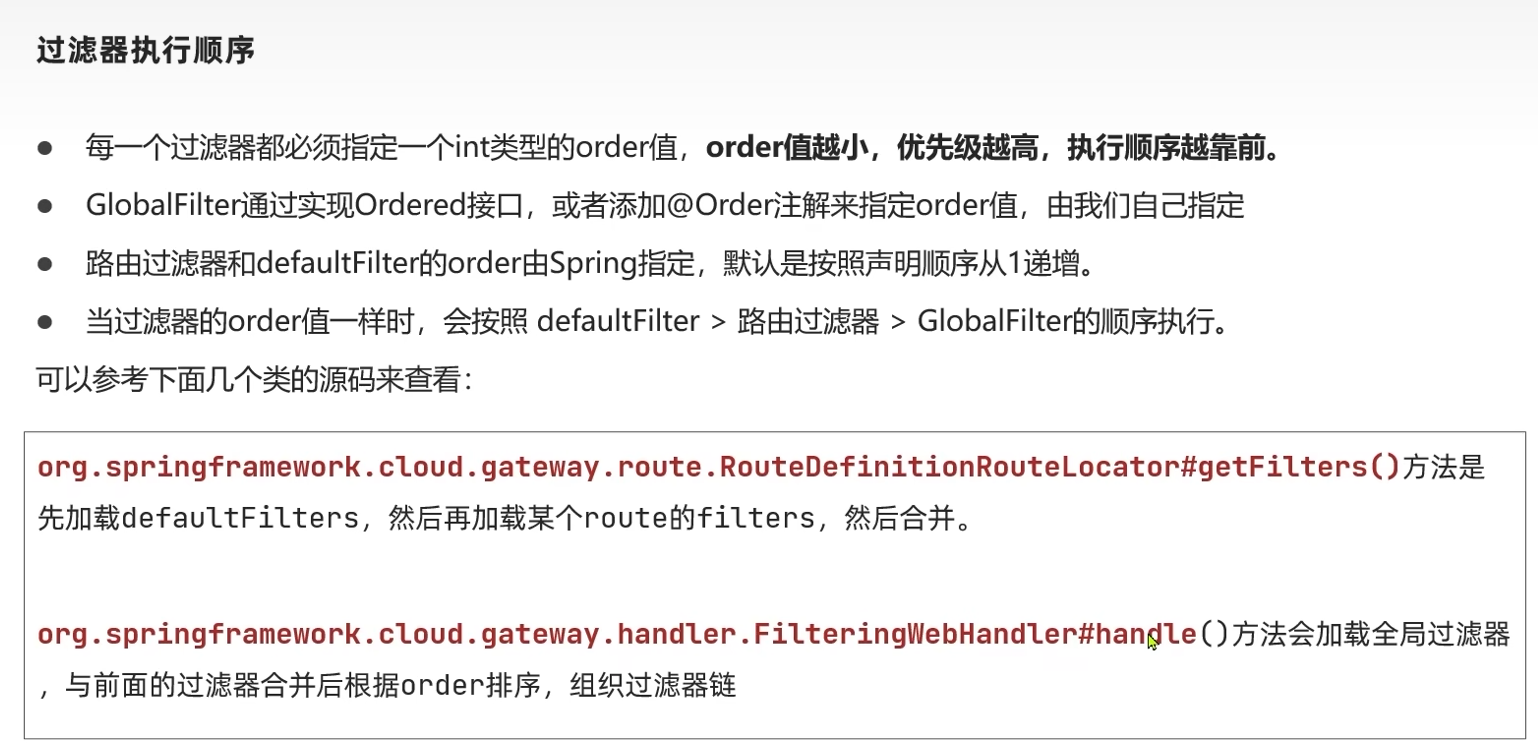 过滤器执行顺序
● 每一个过滤器都必须指定一个int类型的order值，order值越小，优先级越高，执行顺序越靠前。
● GlobalFilter通过实现Ordered接口，或者添加@Order注解来指定order值，由我们自己指定
● 路由过滤器和defaultFilter的order由Spring指定，默认是按照声明顺序从1递增。
● 当过滤器的order值一样时，会按照 defaultFilter > 路由过滤器 > GlobalFilter的顺序执行。
可以参考下面几个类的源码来查看：
org.springframework.cloud.gateway.route.RouteDefinitionRouteLocator#getFilters()方法是
先加载defaultFilters，然后再加载某个route的filters，然后合并。
org.springframework.cloud.gateway.handler.FilteringWebHandler#handle()方法会加载全局过滤器
，与前面的过滤器合并后根据order排序，组织过滤器链